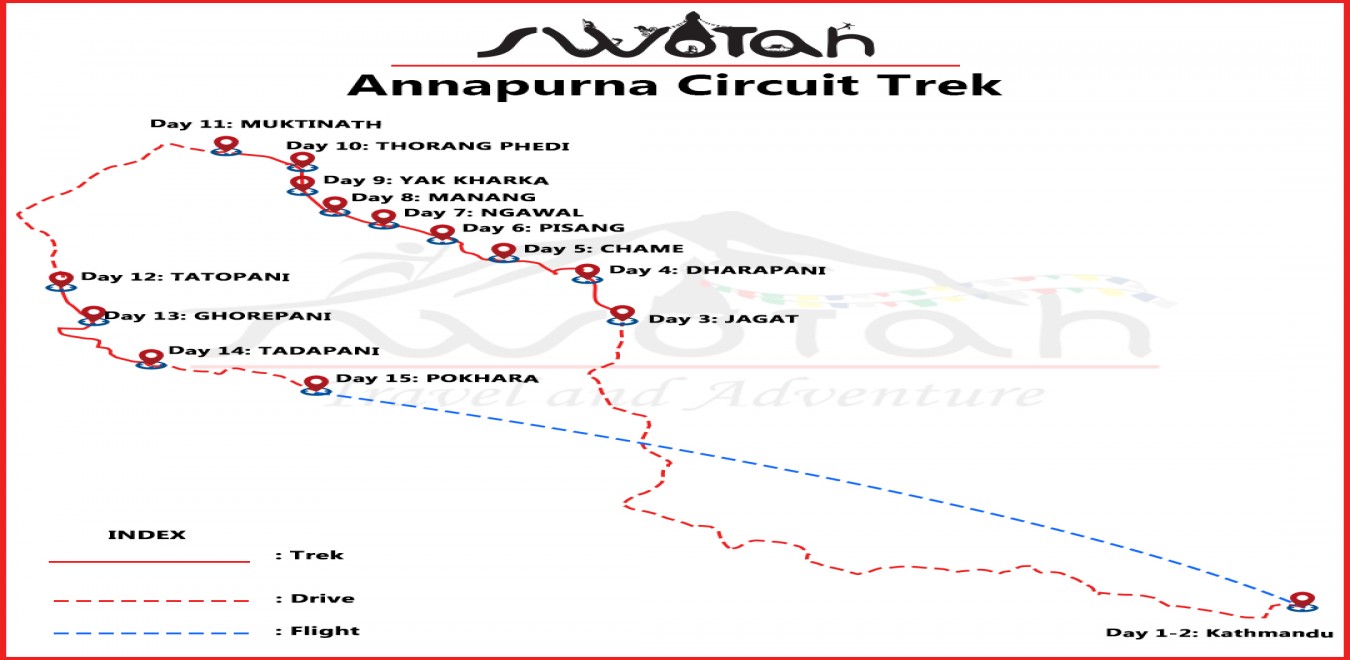 SWOTAH
Annapurna Circuit Trek
Day 11: MUKTINATH
Day 10: THORANG PHEDI
Day 9: YAK KHARKA
Day 8: MANANG
Day 7: NGAWAL
Day 6: PISANG
Day 5: CHAME
Day 4: DHARAPANI
Day 12: TATOPANI
Day 13: GHOREPANI
Day 3: JAGAT
SWOTAH
Day 14: TADAPANI
Day 15: POKHARA
Travel and Adventure
INDEX
: Trek
: Drive
: Flight
Day 1-2: Kathmandu